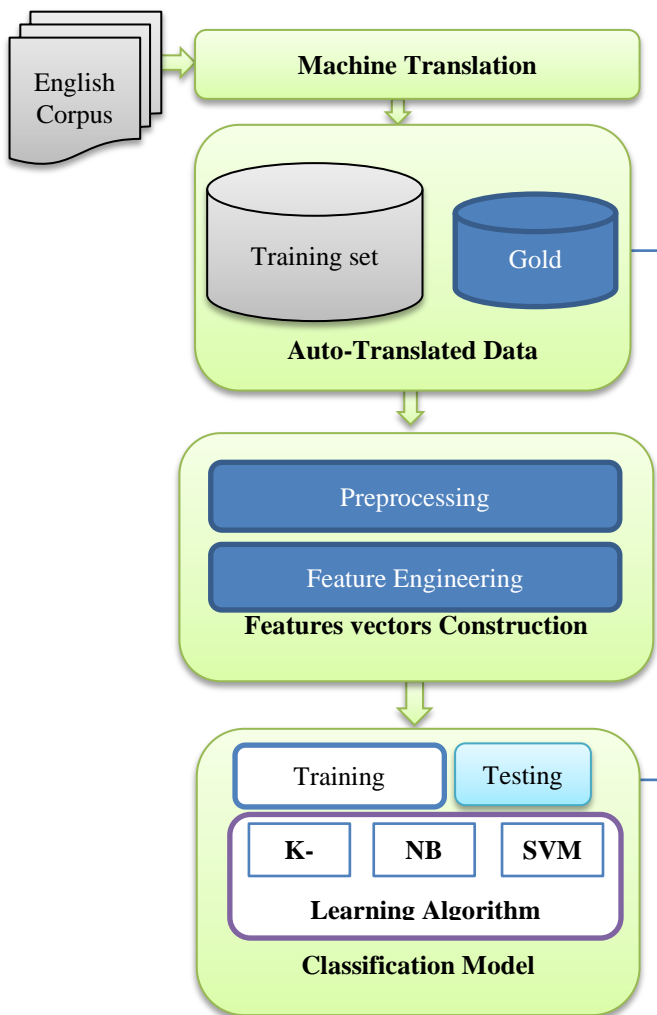 English
Corpus
Machine Translation
Training set
Gold
Auto-Translated Data
Preprocessing
Feature Engineering
Features vectors Construction
Training
Testing
K-
NB
SVM
Learning Algorithm
Classification Model